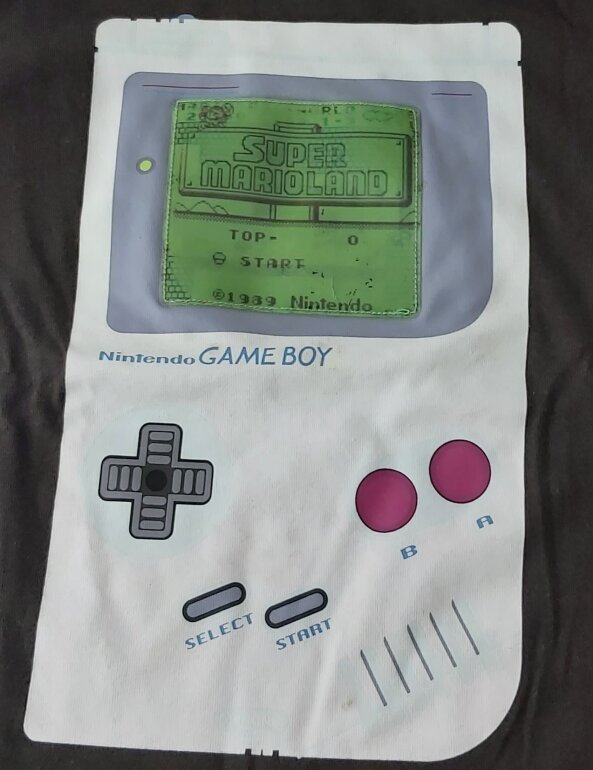 SUPER
MARIOLAND
TOP- 0
START
©1989 Nintendo
Nintendo GAME BOY
B A
SELECT START